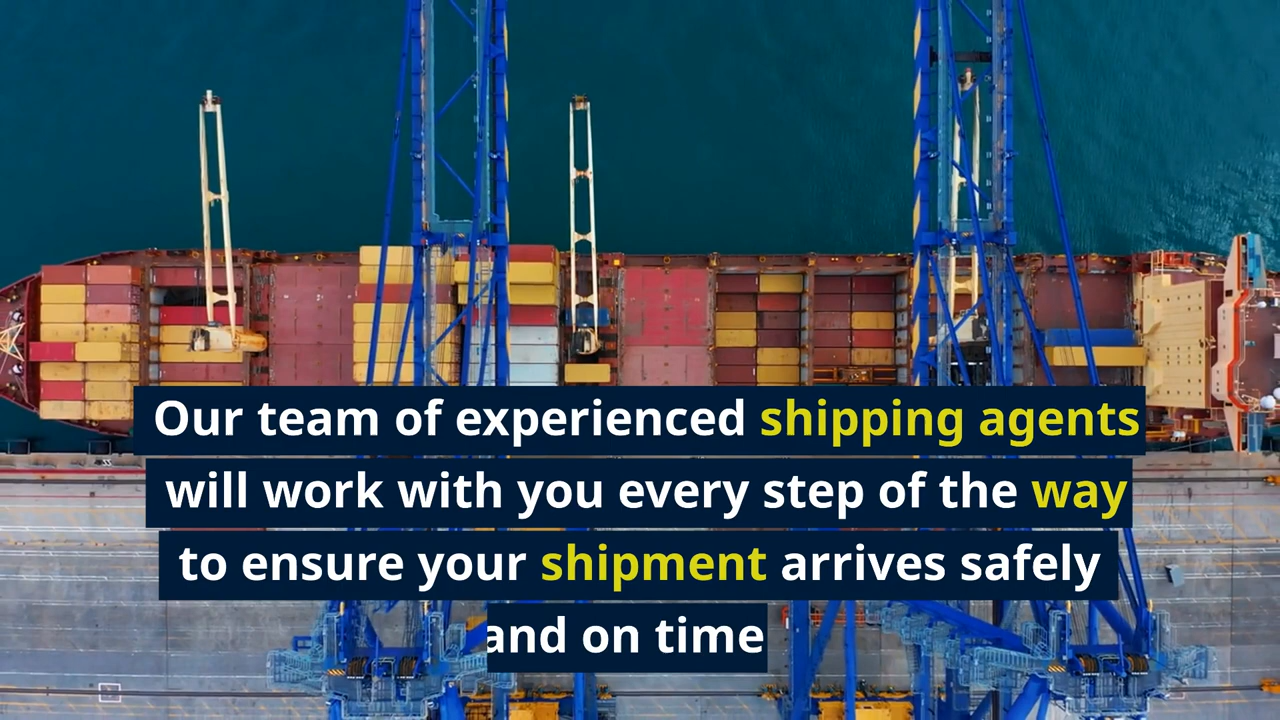 Our team of experienced shipping agents
will work with you every step of the way
to ensure your shipment arrives safely
and on time